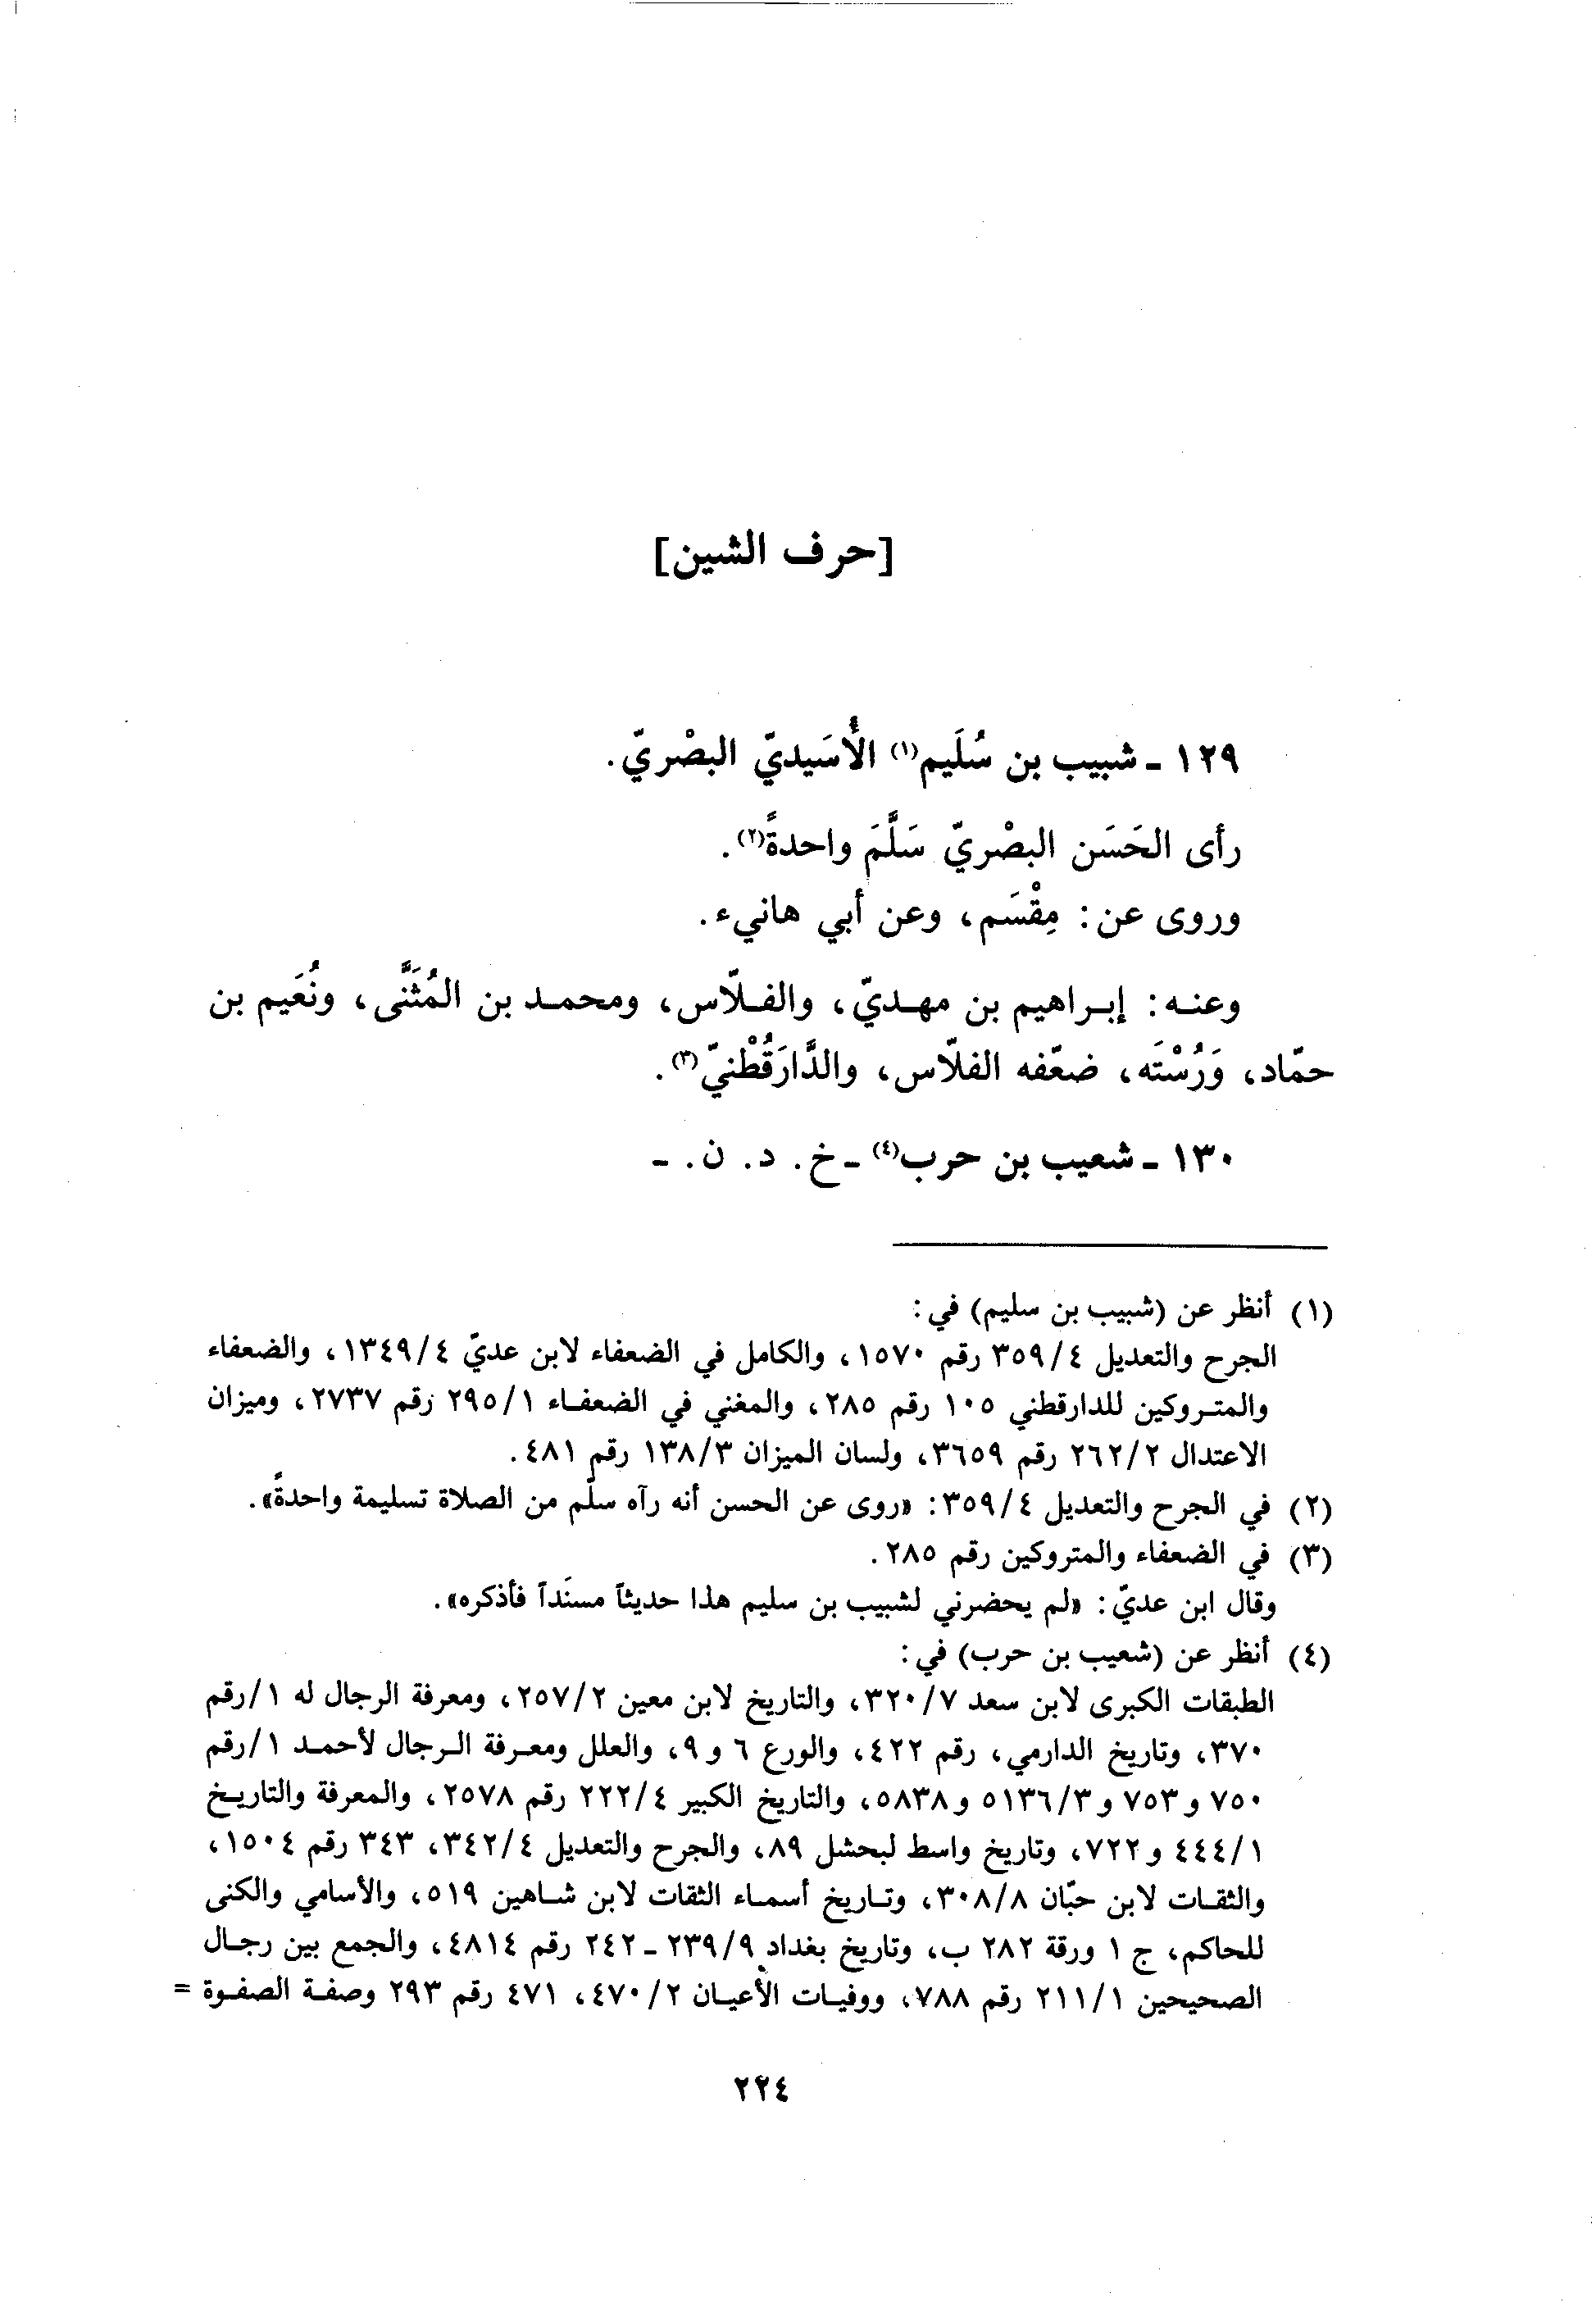 [حرف الشين]
١٢٩ - شبيب بن سُلَيم(١) الأُسَيديّ البصْريّ.
رأى الحَسَن البصْريّ سَلَّمَ واحدةً(٢).
وروى عن: مِقْسَم، وعن أبي هانيء.
وعنه: إبراهيم بن مهديّ، والفلّاس، ومحمد بن المُثَنَّى، ونُعَيم بن
حمّاد، وَرُسْتَه، ضعّفه الفلّاس، والدَّارَقُطْنيّ(٣).
١٣٠ - شعيب بن حرب(٤) - خ. د. ن. -
(١) أنظر عن (شبيب بن سليم) في:
الجرح والتعديل ٣٥٩/٤ رقم ١٥٧٠، والكامل في الضعفاء لابن عديّ ١٣٤٩/٤، والضعفاء
والمتروكين للدارقطني ١٠٥ رقم ٢٨٥، والمغني في الضعفاء ٢٩٥/١ رقم ٢٧٣٧، وميزان
الاعتدال ٢٦٢/٢ رقم ٣٦٥٩، ولسان الميزان ١٣٨/٣ رقم ٤٨١.
(٢) في الجرح والتعديل ٣٥٩/٤: «روى عن الحسن أنه رآه سلّم من الصلاة تسليمة واحدةً».
(٣) في الضعفاء والمتروكين رقم ٢٨٥.
وقال ابن عديّ: «لم يحضرني لشبيب بن سليم هذا حديثاً مسنَداً فأذكره».
(٤) أنظر عن (شعيب بن حرب) في:
الطبقات الكبرى لابن سعد ٣٢٠/٧، والتاريخ لابن معين ٢٥٧/٢، ومعرفة الرجال له ١/رقم
٣٧٠، وتاريخ الدارمي، رقم ٤٢٢، والورع ٦ و٩، والعلل ومعرفة الرجال لأحمد ١/رقم
٧٥٠ و٧٥٣ و٥١٣٦/٣ و٥٨٣٨، والتاريخ الكبير ٢٢٢/٤ رقم ٢٥٧٨، والمعرفة والتاريخ
٤٤٤/١ و٧٢٢، وتاريخ واسط لبحشل ٨٩، والجرح والتعديل ٣٤٢/٤، ٣٤٣ رقم ١٥٠٤،
والثقات لابن حبّان ٣٠٨/٨، وتاريخ أسماء الثقات لابن شاهين ٥١٩، والأسامي والكنى
للحاكم، ج ١ ورقة ٢٨٢ ب، وتاريخ بغداد ٢٣٩/٩ - ٢٤٢ رقم ٤٨١٤، والجمع بين رجال
الصحيحين ٢١١/١ رقم ٧٨٨، ووفيات الأعيان ٤٧٠/٢، ٤٧١ رقم ٢٩٣ وصفة الصفوة =
٢٢٤